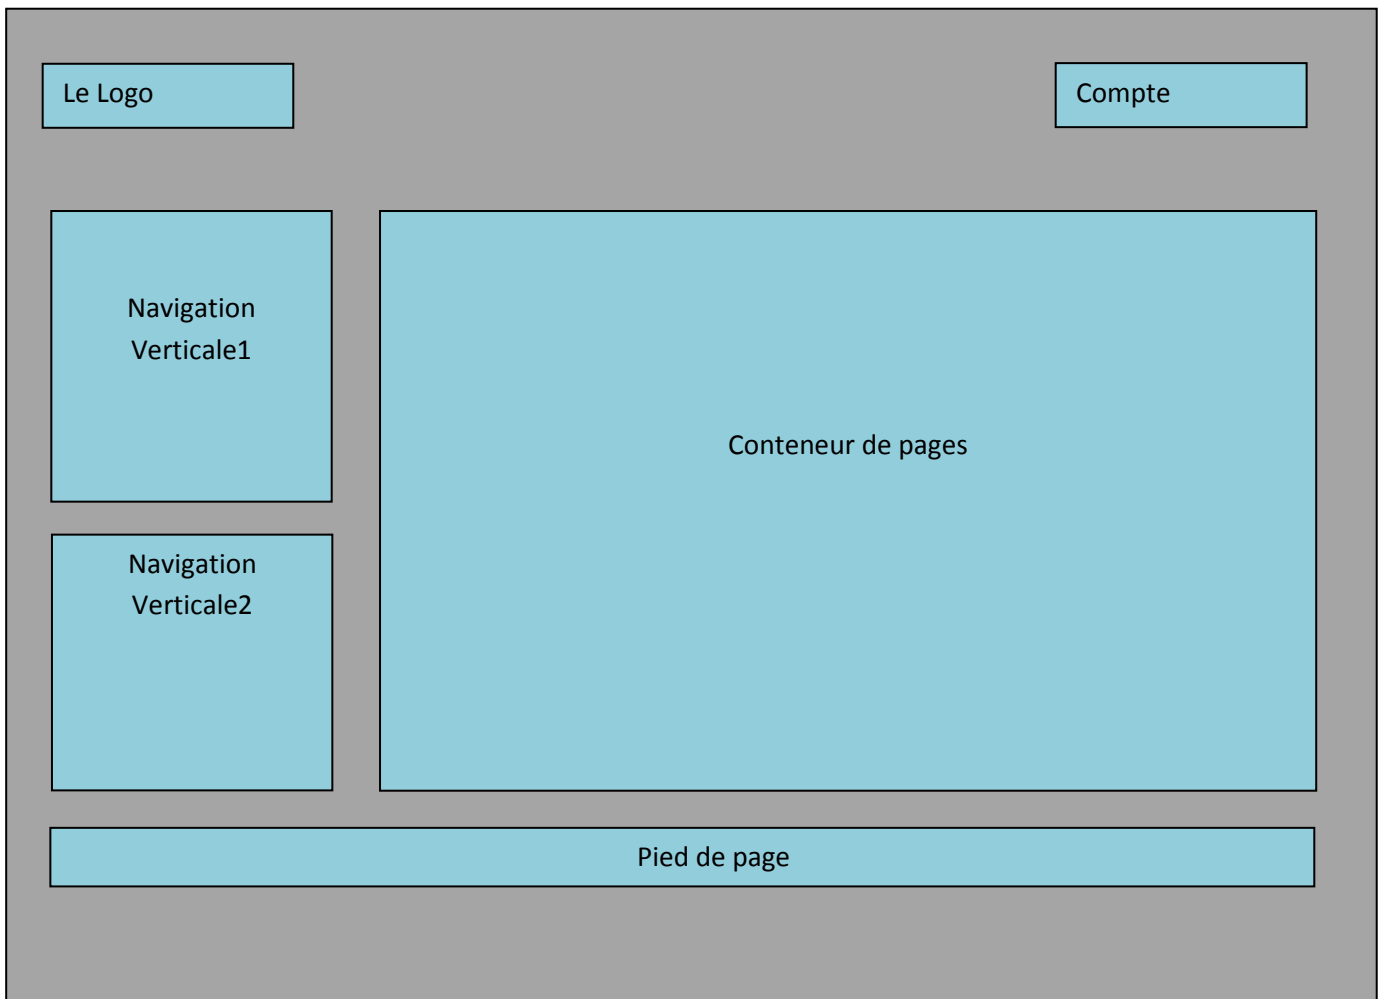 Le Logo
Compte
Navigation
Verticale1
Conteneur de pages
Navigation
Verticale2
Pied de page